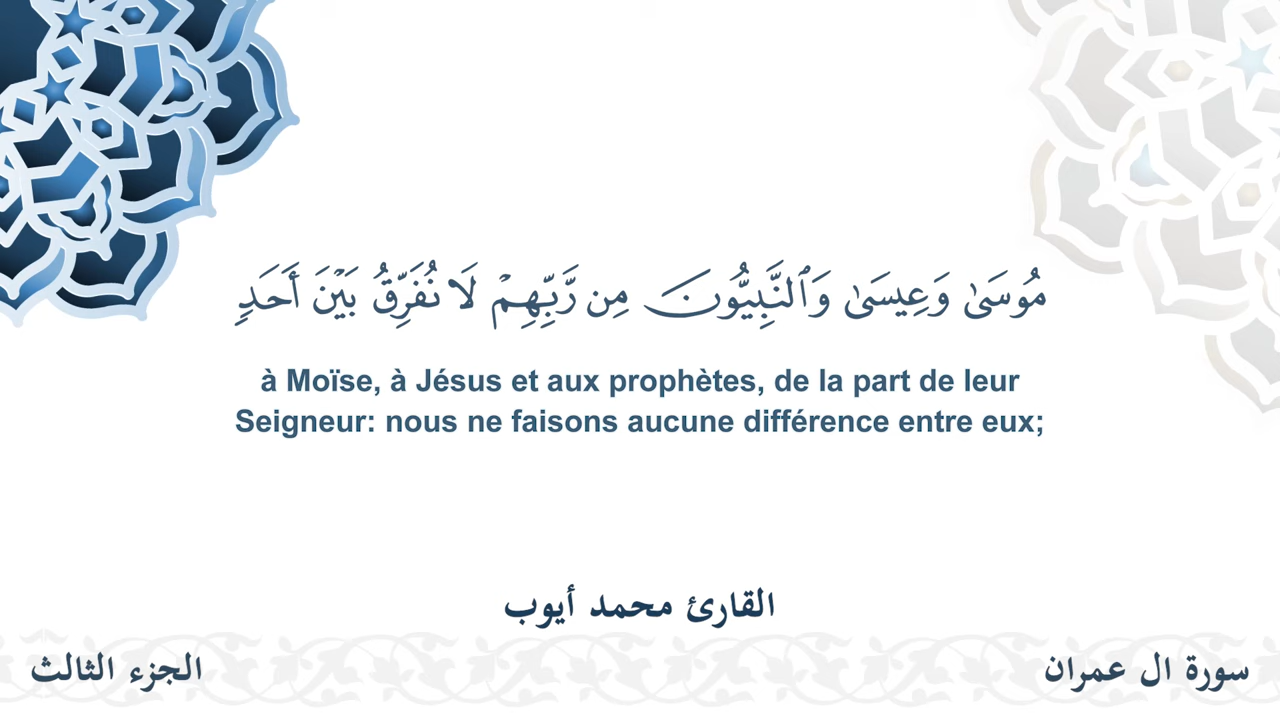 مُوسَىٰ وَعِيسَىٰ وَٱلنَّبِيُّونَ مِن رَّبِّهِمْ لَا نُفَرِّقُ بَيْنَ أَحَدٍ
à Moïse, à Jésus et aux prophètes, de la part de leur
Seigneur: nous ne faisons aucune différence entre eux;
القارئ محمد أيوب
سورة ال عمران
الجزء الثالث